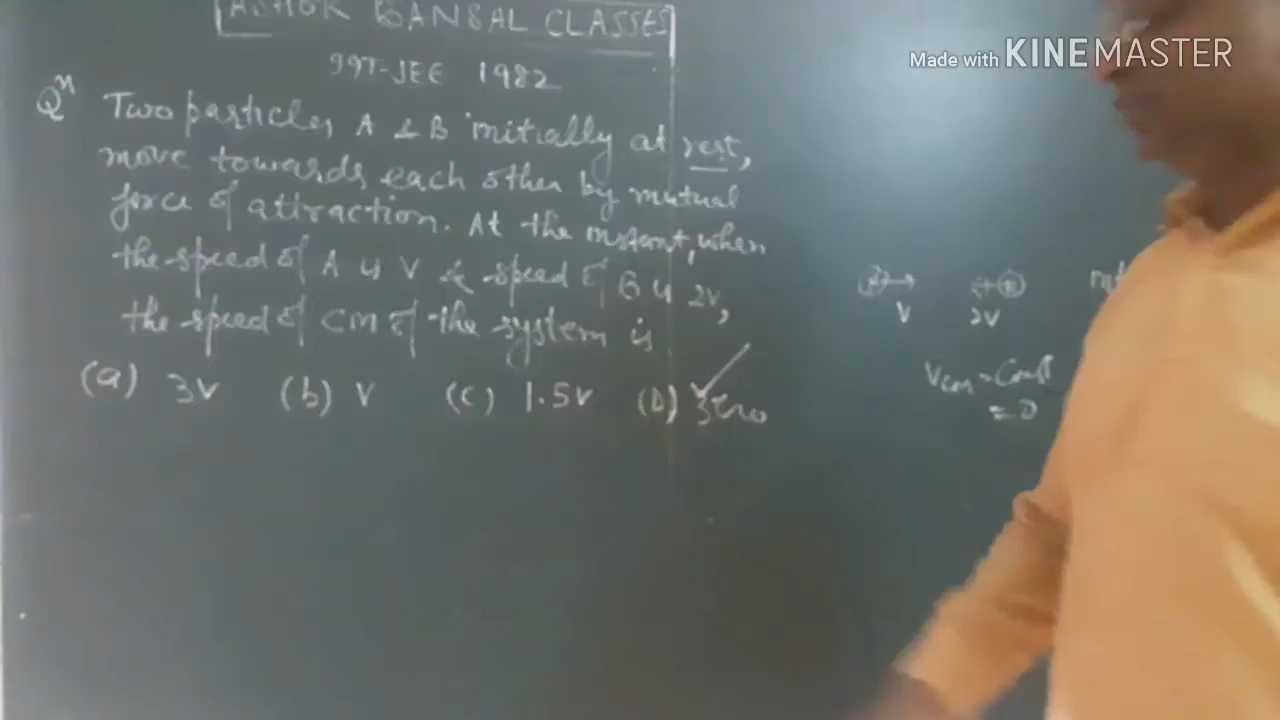 ASHOK BANSAL CLASSES
Made with KINEMASTER
IIT-JEE 1982
Qn Two particles A & B initially at rest,
move towards each other by mutual
force of attraction. At the instant, when
the speed of A is V & speed of B is 2V,
the speed of CM of the system is
(a) 3V (b) V (c) 1.5V (D) Zero
V 2V
Vcm = Const
= 0